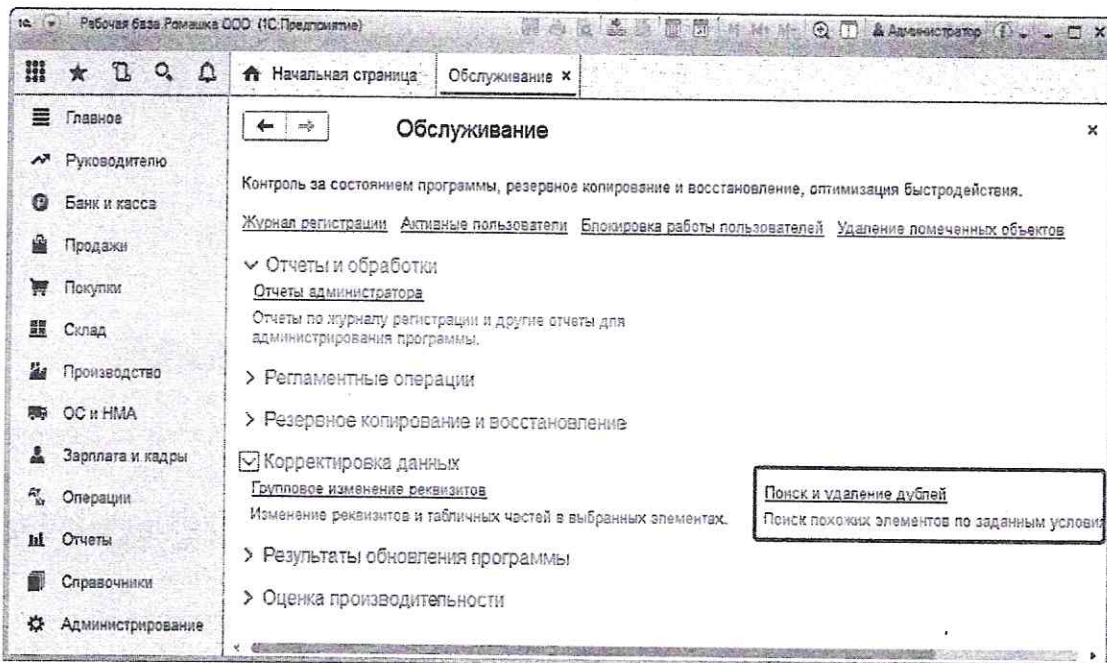 Рабочая база Ромашка ООО (1С:Предприятие)
M M+ M-
Администратор
Начальная страница
Обслуживание ×
Главное
Руководителю
Банк и касса
Продажи
Покупки
Склад
Производство
ОС и НМА
Зарплата и кадры
Операции
Отчеты
Справочники
Администрирование
Обслуживание
Контроль за состоянием программы, резервное копирование и восстановление, оптимизация быстродействия.
Журнал регистрации Активные пользователи Блокировка работы пользователей Удаление помеченных объектов
Отчеты и обработки
Отчеты администратора
Отчеты по журналу регистрации и другие отчеты для
администрирования программы.
Регламентные операции
Резервное копирование и восстановление
Корректировка данных
Групповое изменение реквизитов
Изменение реквизитов и табличных частей в выбранных элементах.
Поиск и удаление дублей
Поиск похожих элементов по заданным услови
Результаты обновления программы
Оценка производительности